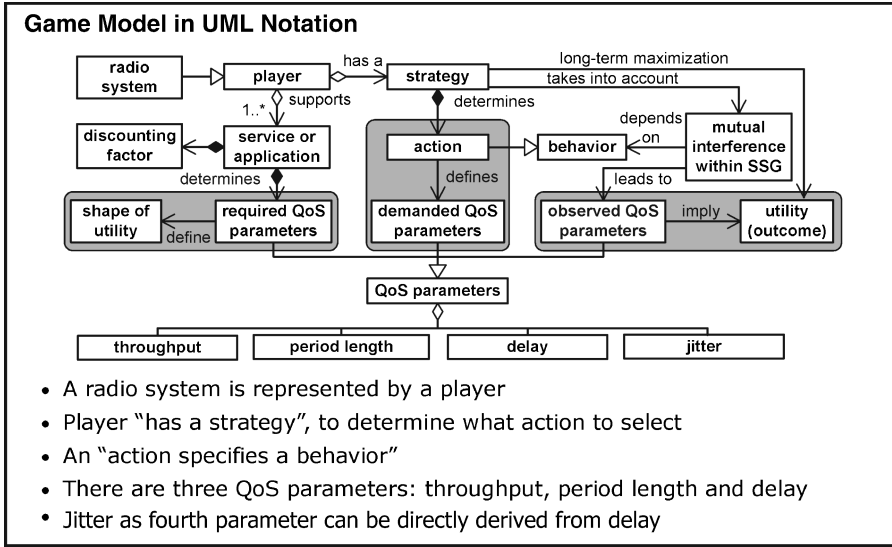 Game Model in UML Notation
radio
system
player
has a
strategy
long-term maximization
takes into account
1..*
supports
determines
depends
on
mutual
interference
within SSG
discounting
factor
service or
application
action
behavior
determines
defines
leads to
shape of
utility
define
required QoS
parameters
demanded QoS
parameters
observed QoS
parameters
imply
utility
(outcome)
QoS parameters
throughput
period length
delay
jitter
• A radio system is represented by a player
• Player “has a strategy”, to determine what action to select
• An “action specifies a behavior”
• There are three QoS parameters: throughput, period length and delay
• Jitter as fourth parameter can be directly derived from delay